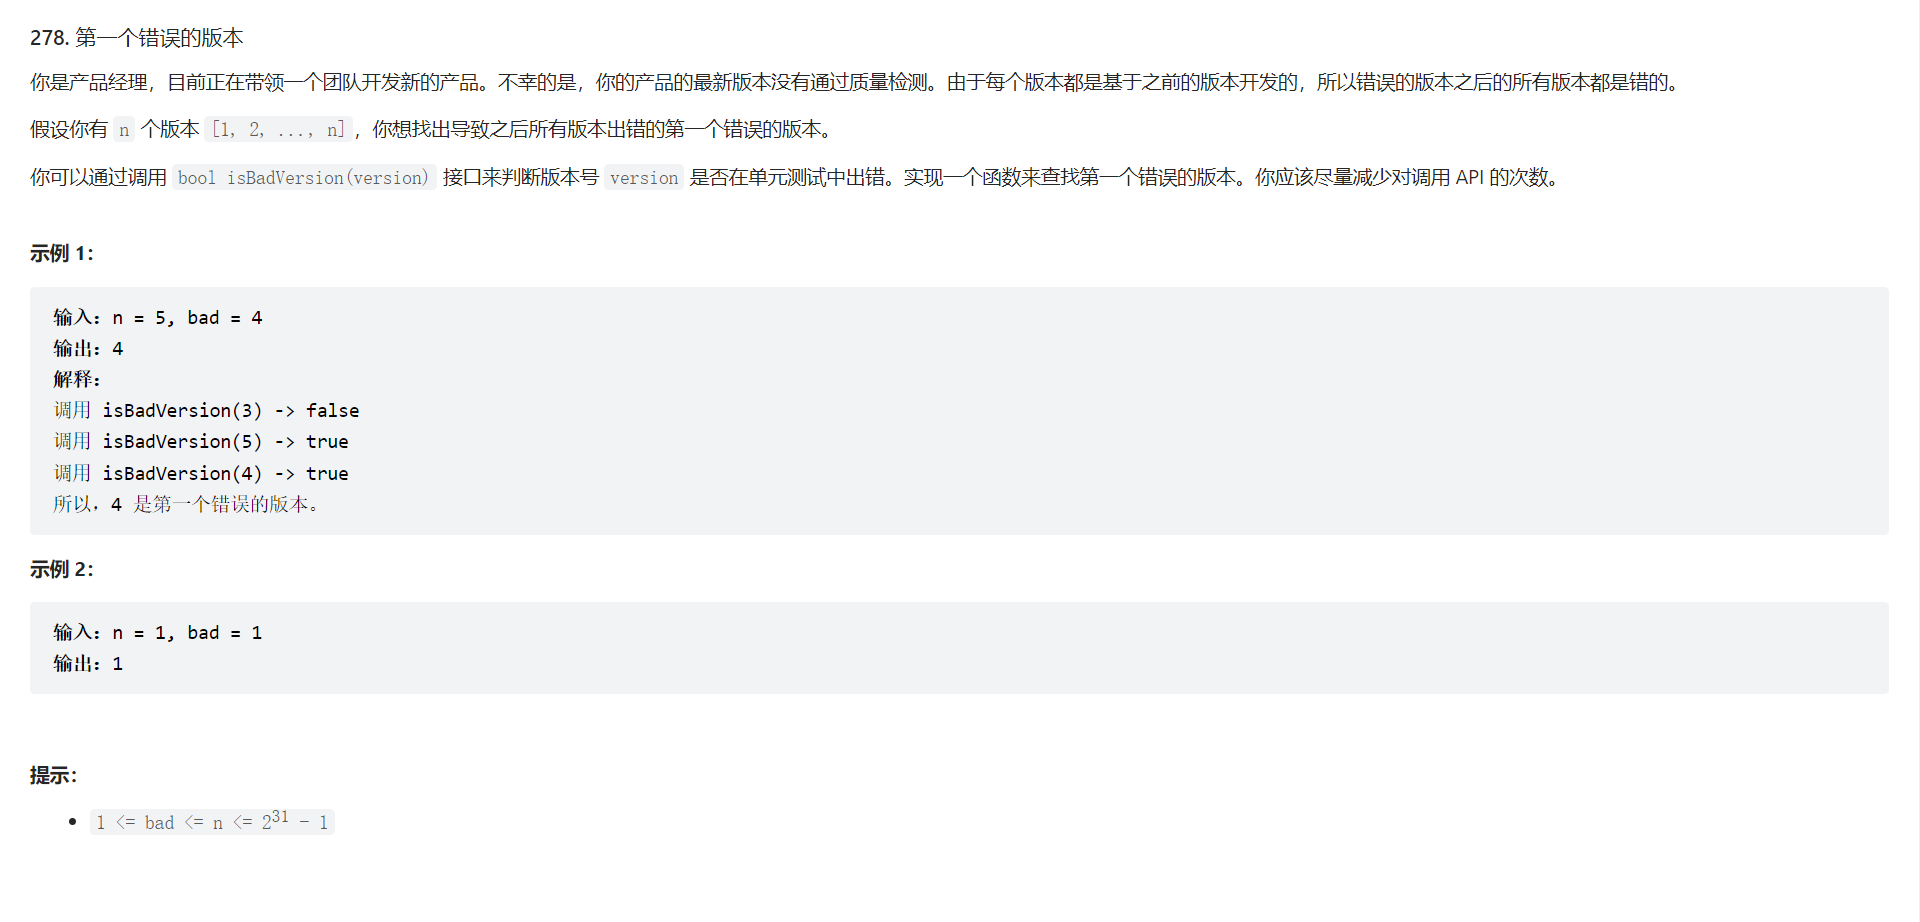 278. 第一个错误的版本
你是产品经理，目前正在带领一个团队开发新的产品。不幸的是，你的产品的最新版本没有通过质量检测。由于每个版本都是基于之前的版本开发的，所以错误的版本之后的所有版本都是错的。
假设你有 n 个版本 [1, 2, ..., n]，你想找出导致之后所有版本出错的第一个错误的版本。
你可以通过调用 bool isBadVersion(version) 接口来判断版本号 version 是否在单元测试中出错。实现一个函数来查找第一个错误的版本。你应该尽量减少对调用 API 的次数。
示例 1：
输入：n = 5, bad = 4
输出：4
解释：
调用 isBadVersion(3) -> false
调用 isBadVersion(5) -> true
调用 isBadVersion(4) -> true
所以，4 是第一个错误的版本。
示例 2：
输入：n = 1, bad = 1
输出：1
提示：
• 1 <= bad <= n <= 2³¹ - 1